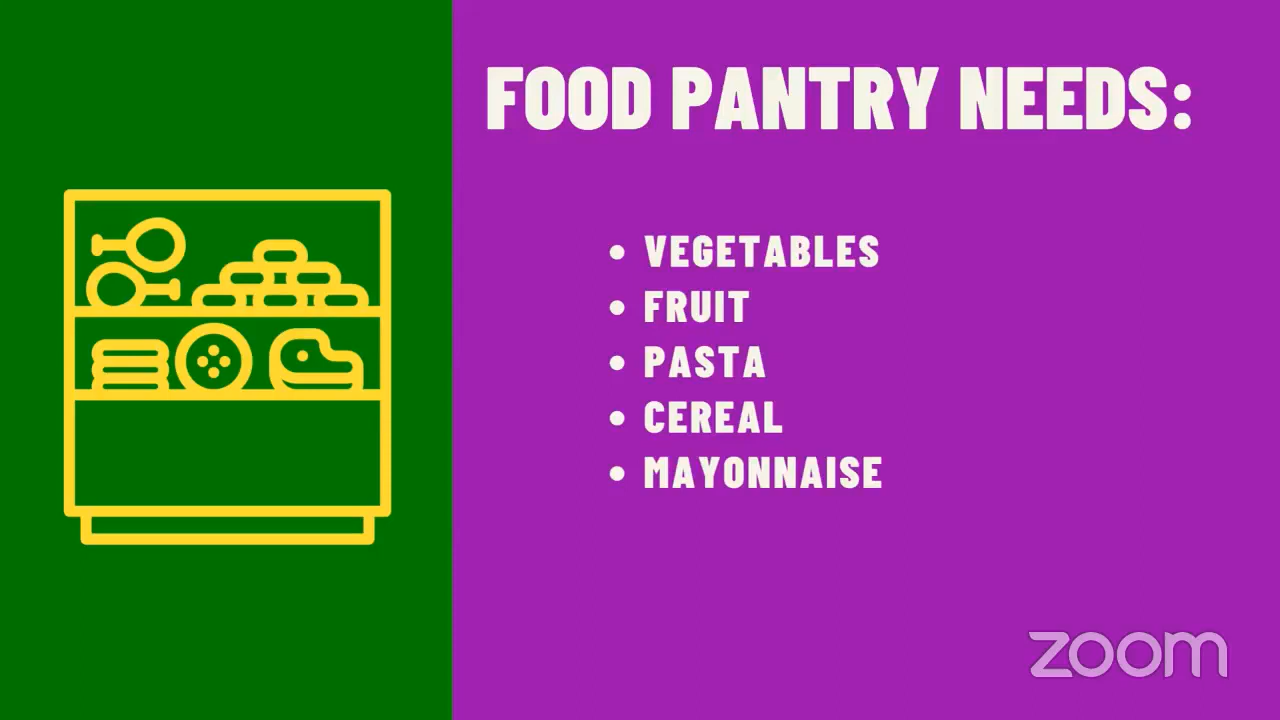 FOOD PANTRY NEEDS:
• VEGETABLES
• FRUIT
• PASTA
• CEREAL
• MAYONNAISE
zoom